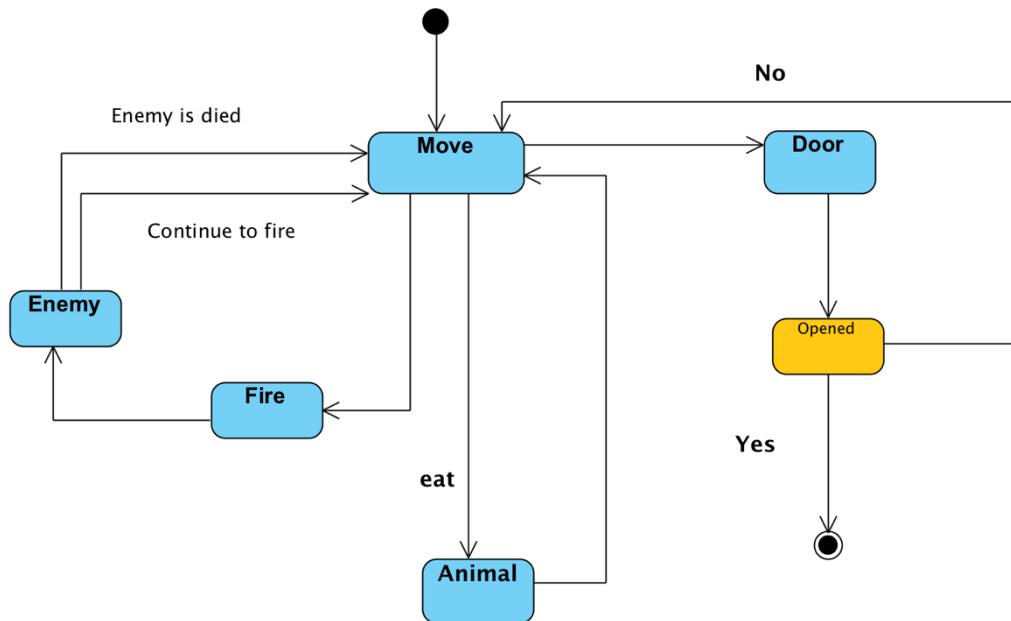 No
Enemy is died
Move
Door
Continue to fire
Enemy
Opened
Fire
Yes
eat
Animal